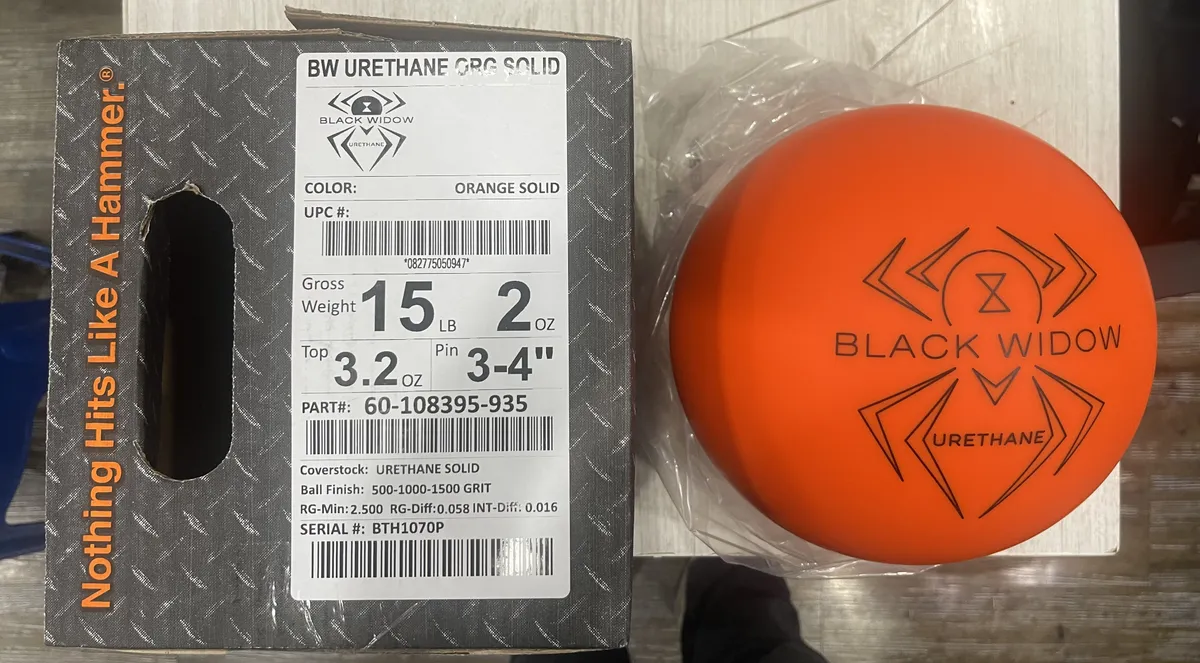 Nothing Hits Like A Hammer.®
BW URETHANE ORG SOLID
BLACK WIDOW
URETHANE
COLOR: ORANGE SOLID
UPC #:
*082775050947*
Gross Weight 15 LB 2 OZ
Top 3.2 OZ Pin 3-4"
PART#: 60-108395-935
Coverstock: URETHANE SOLID
Ball Finish: 500-1000-1500 GRIT
RG-Min: 2.500 RG-Diff: 0.058 INT-Diff: 0.016
SERIAL #: BTH1070P
BLACK WIDOW
URETHANE